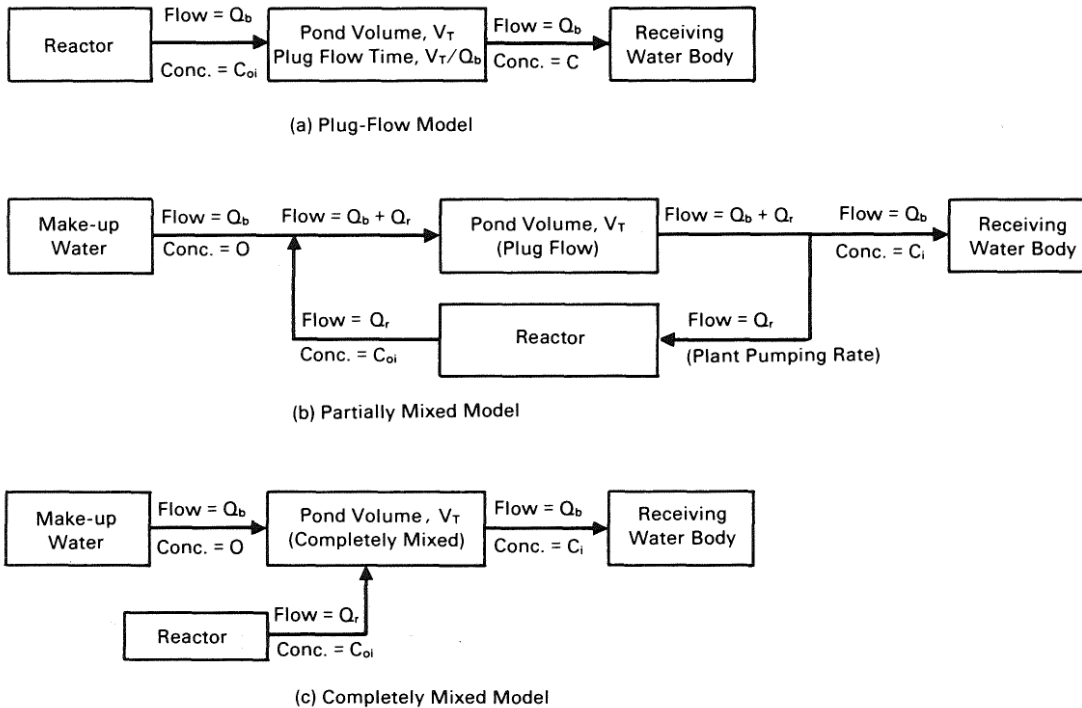 Flow = Q_b
Flow = Q_b
Reactor
Pond Volume, V_T
Plug Flow Time, V_T/Q_b
Receiving
Water Body
Conc. = C_oi
Conc. = C
(a) Plug-Flow Model
Make-up
Water
Flow = Q_b
Conc. = O
Flow = Q_b + Q_r
Pond Volume, V_T
(Plug Flow)
Flow = Q_b + Q_r
Flow = Q_b
Conc. = C_i
Receiving
Water Body
Flow = Q_r
Conc. = C_oi
Reactor
Flow = Q_r
(Plant Pumping Rate)
(b) Partially Mixed Model
Make-up
Water
Flow = Q_b
Conc. = O
Pond Volume, V_T
(Completely Mixed)
Flow = Q_b
Conc. = C_i
Receiving
Water Body
Reactor
Flow = Q_r
Conc. = C_oi
(c) Completely Mixed Model